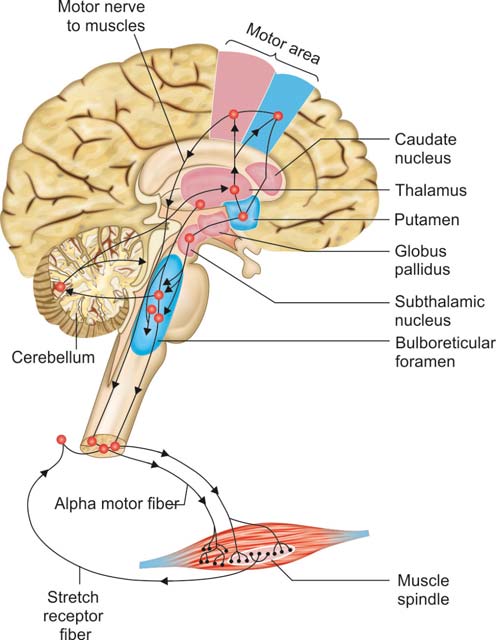 Motor nerve
to muscles
Motor area
Caudate
nucleus
Thalamus
Putamen
Globus
pallidus
Subthalamic
nucleus
Bulboreticular
foramen
Cerebellum
Alpha motor fiber
Stretch
receptor
fiber
Muscle
spindle